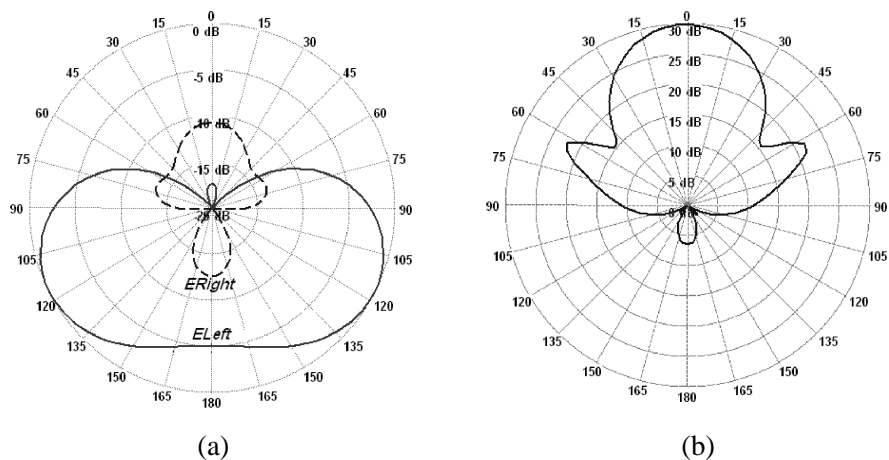 0
15 15
30 30
45 45
60 60
75 75
90 90
105 105
120 120
135 135
150 150
165 165
180
0 dB
-5 dB
-10 dB
-15 dB
dB
ERight
ELeft
(a)
0
15 15
30 30
45 45
60 60
75 75
90 90
105 105
120 120
135 135
150 150
165 165
180
30 dB
25 dB
20 dB
15 dB
10 dB
5 dB
(b)